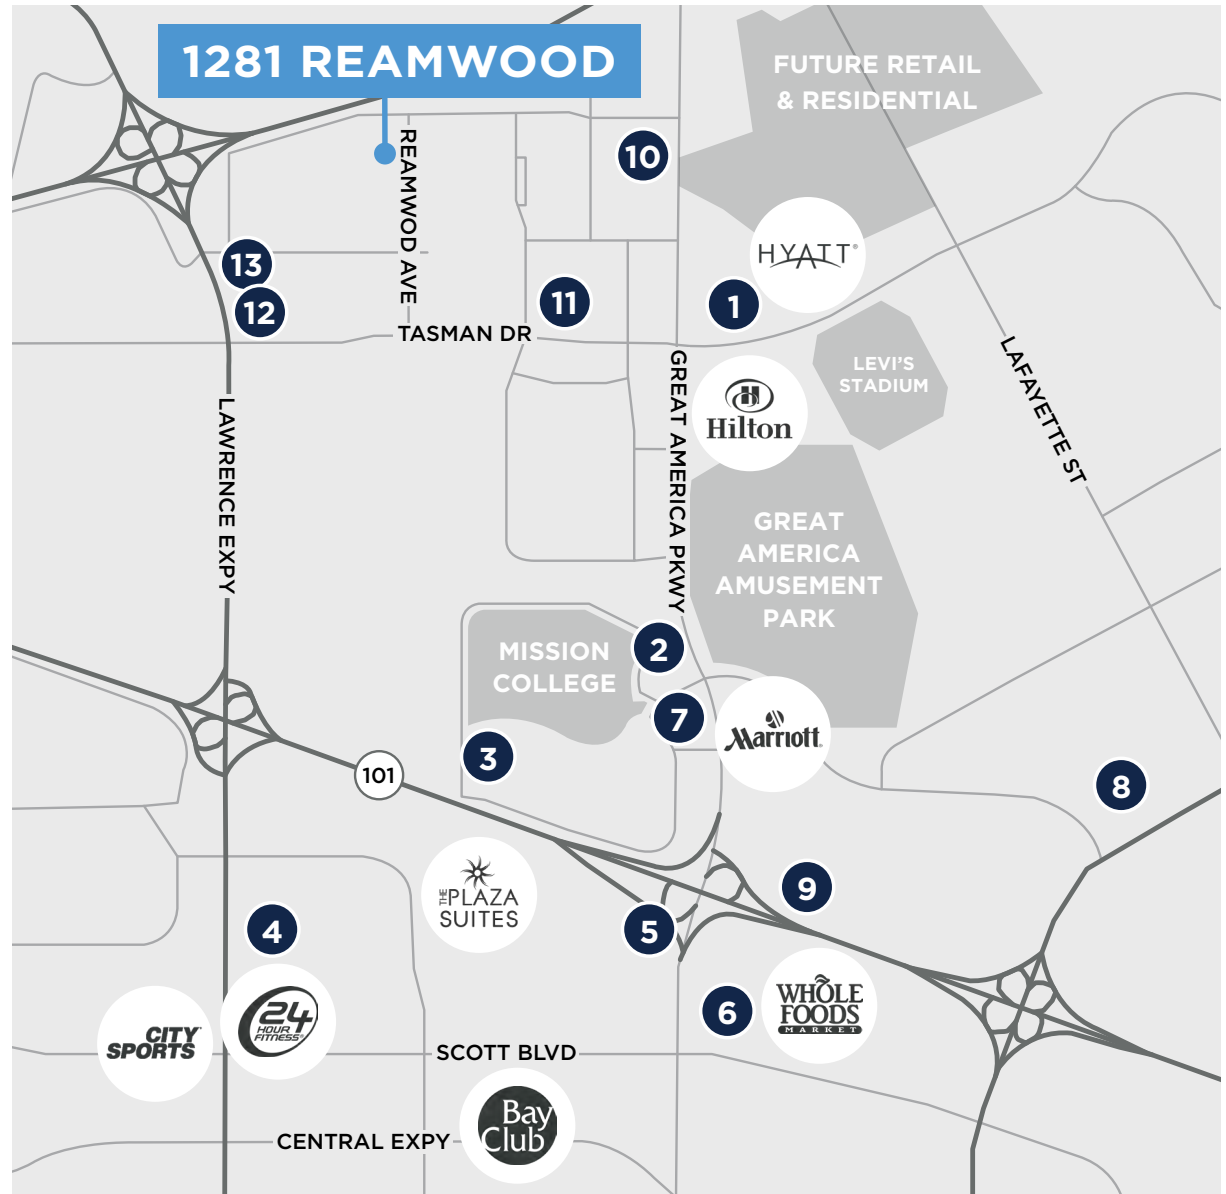 1281 REAMWOOD
FUTURE RETAIL
& RESIDENTIAL
REAMWOD AVE
10
HYATT®
13
12
11
1
TASMAN DR
LEVI'S
STADIUM
LAFAYETTE ST
GREAT AMERICA PKWY
H
Hilton
LAWRENCE EXPY
GREAT
AMERICA
AMUSEMENT
PARK
MISSION
COLLEGE
2
7
Marriott
3
101
8
THE PLAZA
SUITES
9
4
5
6
WHOLE
FOODS
MARKET
24
HOUR
FITNESS
CITY
SPORTS
SCOTT BLVD
Bay
Club
CENTRAL EXPY